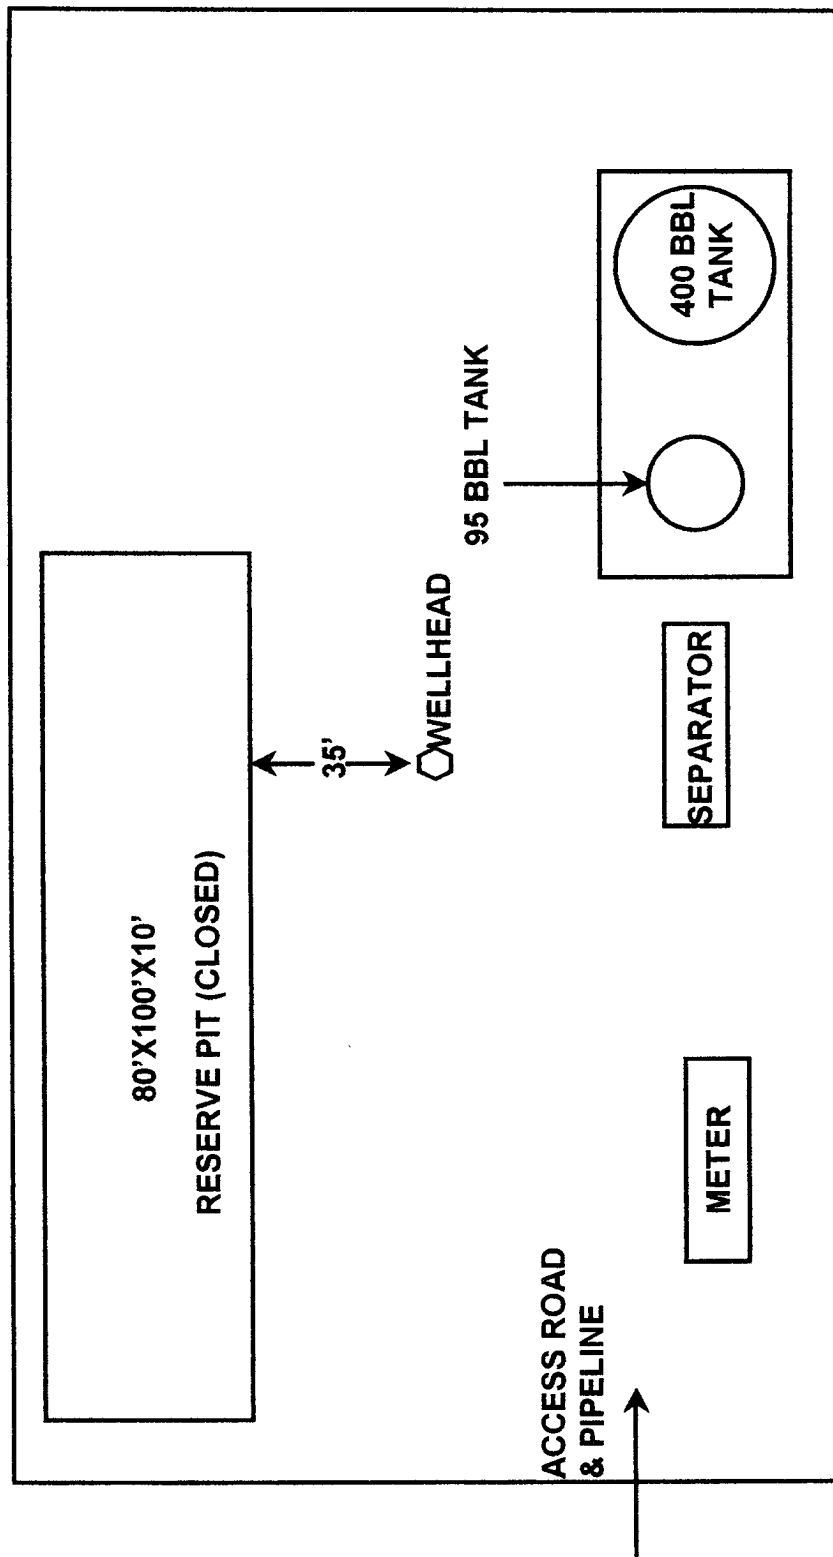 80'X100'X10'
RESERVE PIT (CLOSED)
35'
WELLHEAD
95 BBL TANK
400 BBL
TANK
SEPARATOR
METER
ACCESS ROAD
& PIPELINE